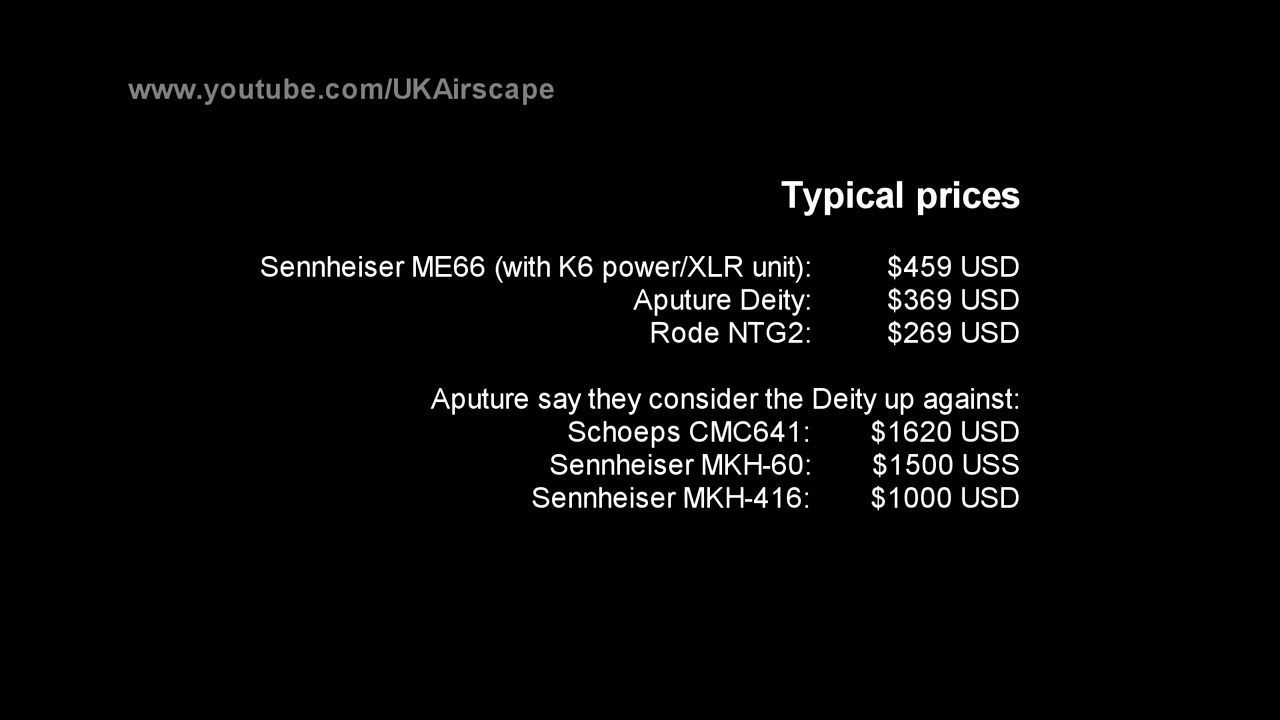 www.youtube.com/UKAirscape
Typical prices
Sennheiser ME66 (with K6 power/XLR unit): $459 USD
Aputure Deity: $369 USD
Rode NTG2: $269 USD
Aputure say they consider the Deity up against:
Schoeps CMC641: $1620 USD
Sennheiser MKH-60: $1500 USS
Sennheiser MKH-416: $1000 USD